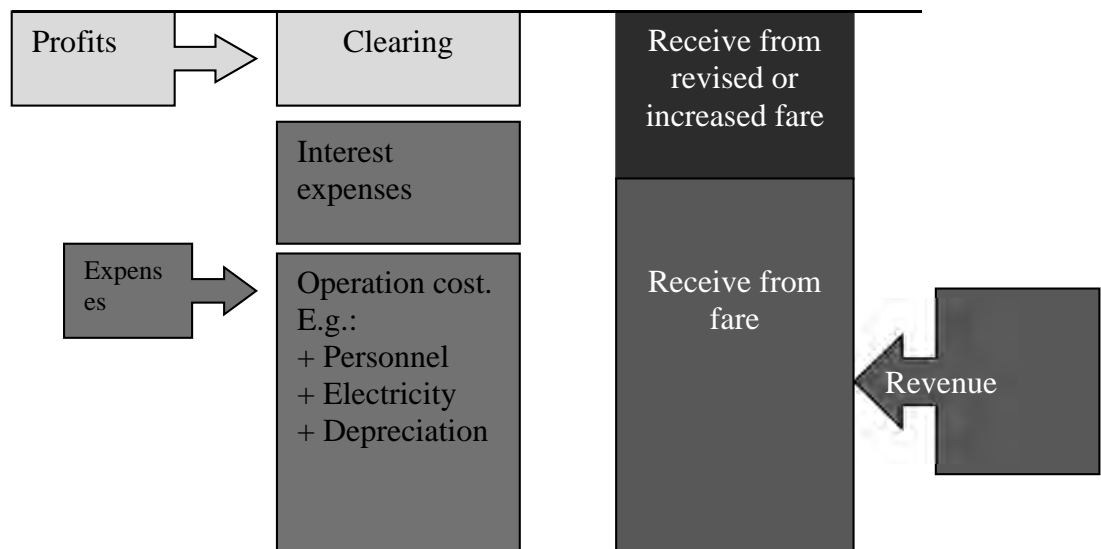 Profits
Clearing
Receive from
revised or
increased fare
Interest
expenses
Expens
es
Operation cost.
E.g.:
+ Personnel
+ Electricity
+ Depreciation
Receive from
fare
Revenue